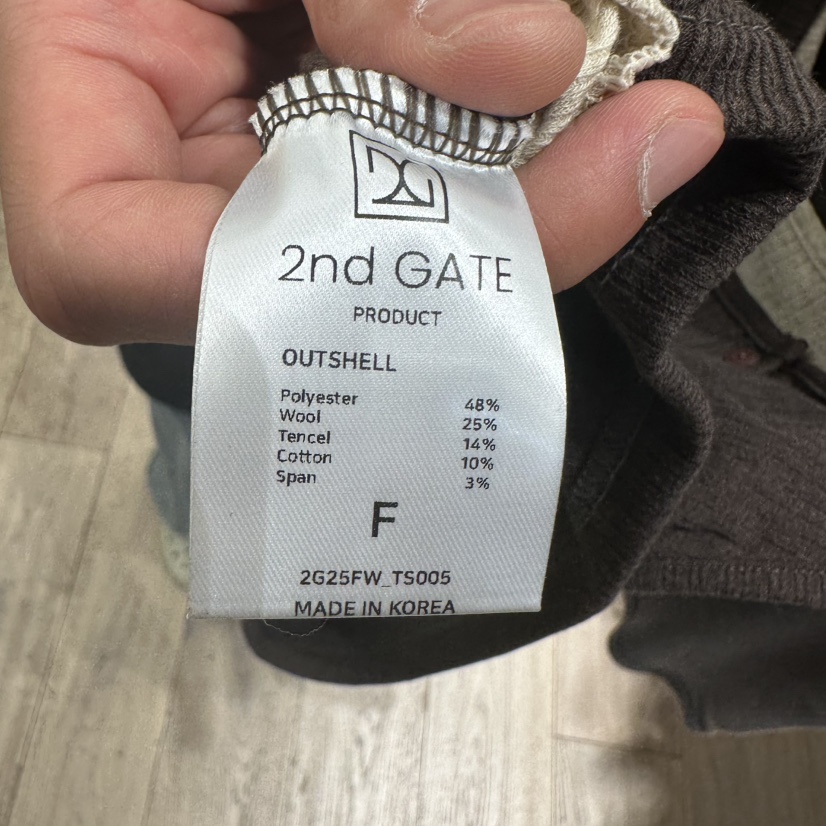 2nd GATE
PRODUCT
OUTSHELL
Polyester 48%
Wool 25%
Tencel 14%
Cotton 10%
Span 3%
F
2G25FW_TS005
MADE IN KOREA